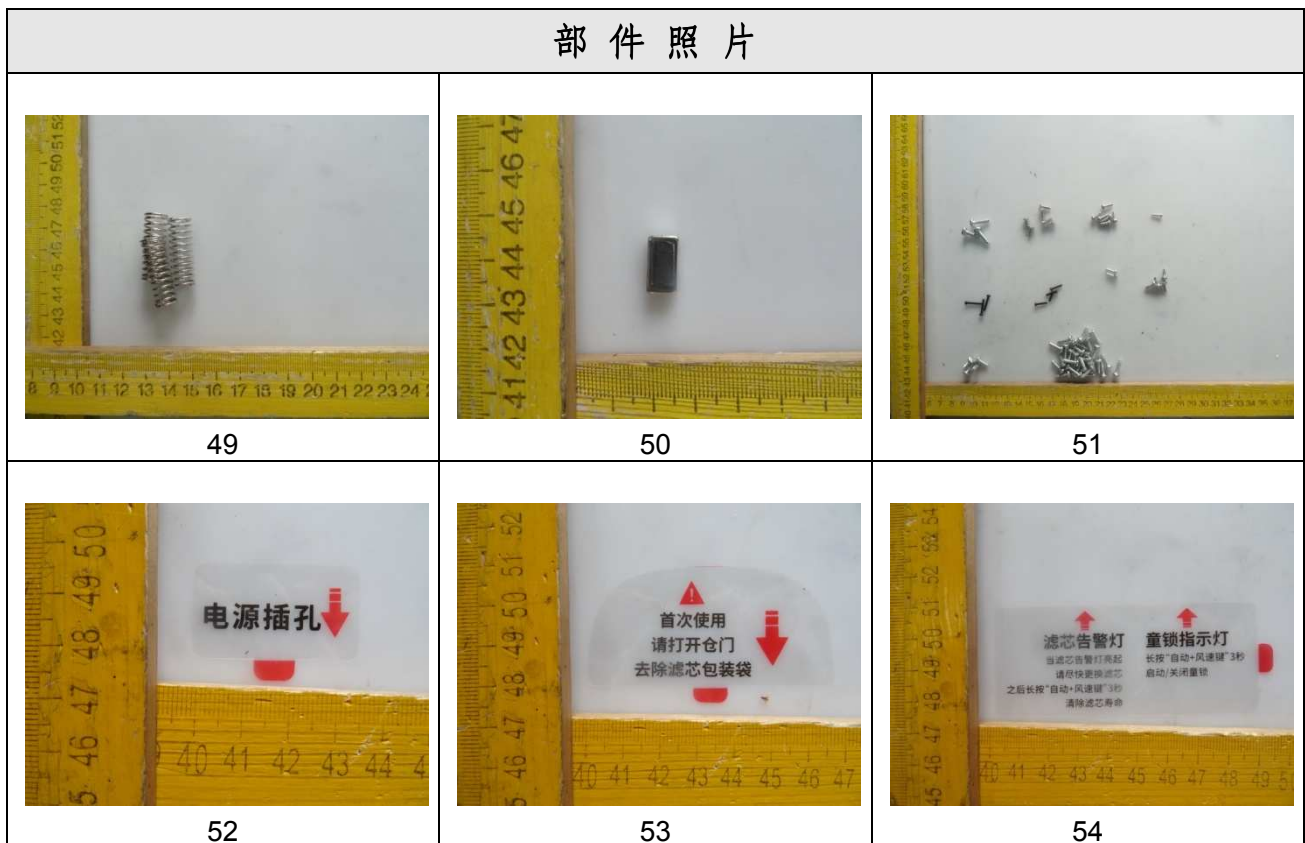 部件照片
49
50
51
电源插孔
首次使用
请打开仓门
去除滤芯包装袋
滤芯告警灯
当滤芯告警灯亮起
请尽快更换滤芯
之后长按"自动+风速键"3秒
清除滤芯寿命
童锁指示灯
长按"自动+风速键"3秒
启动/关闭童锁
52
53
54